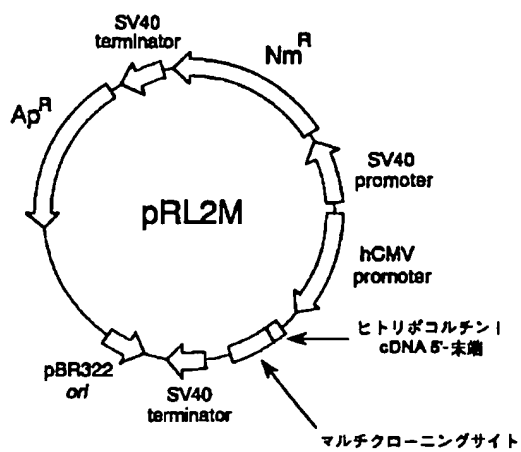 SV40
terminator
Nm^R
Ap^R
SV40
promoter
pRL2M
hCMV
promoter
ヒトリポコルチン I
cDNA 5'-末端
pBR322
ori
SV40
terminator
マルチクローニングサイト